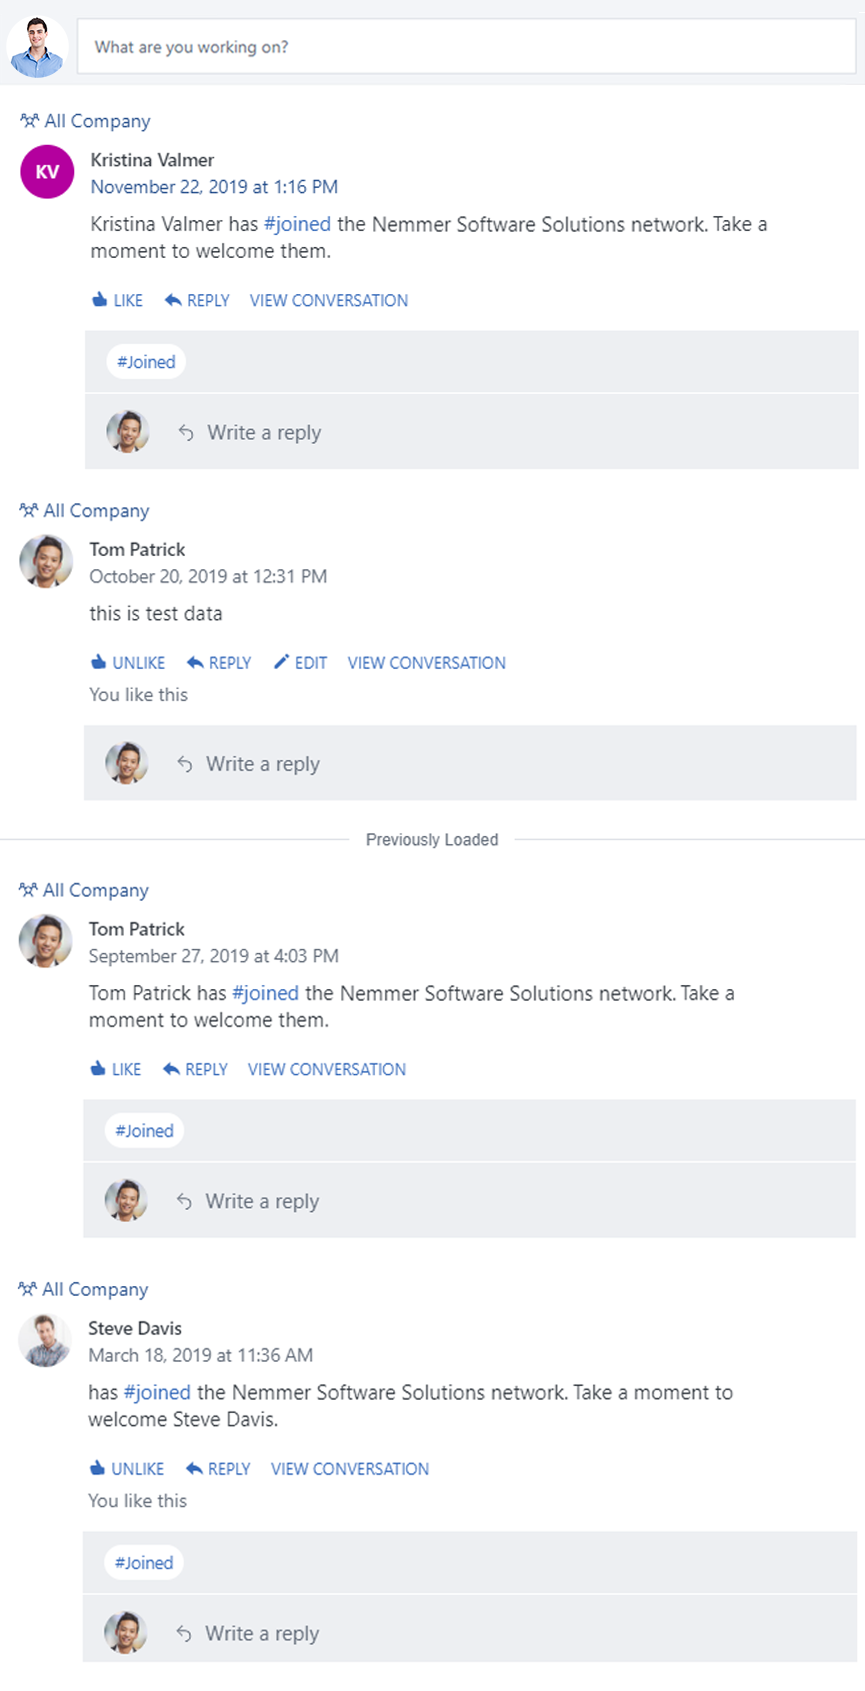 What are you working on?
All Company
KV
Kristina Valmer
November 22, 2019 at 1:16 PM
Kristina Valmer has #joined the Nemmer Software Solutions network. Take a
moment to welcome them.
LIKE REPLY VIEW CONVERSATION
#Joined
Write a reply
All Company
Tom Patrick
October 20, 2019 at 12:31 PM
this is test data
UNLIKE REPLY EDIT VIEW CONVERSATION
You like this
Write a reply
Previously Loaded
All Company
Tom Patrick
September 27, 2019 at 4:03 PM
Tom Patrick has #joined the Nemmer Software Solutions network. Take a
moment to welcome them.
LIKE REPLY VIEW CONVERSATION
#Joined
Write a reply
All Company
Steve Davis
March 18, 2019 at 11:36 AM
has #joined the Nemmer Software Solutions network. Take a moment to
welcome Steve Davis.
UNLIKE REPLY VIEW CONVERSATION
You like this
#Joined
Write a reply